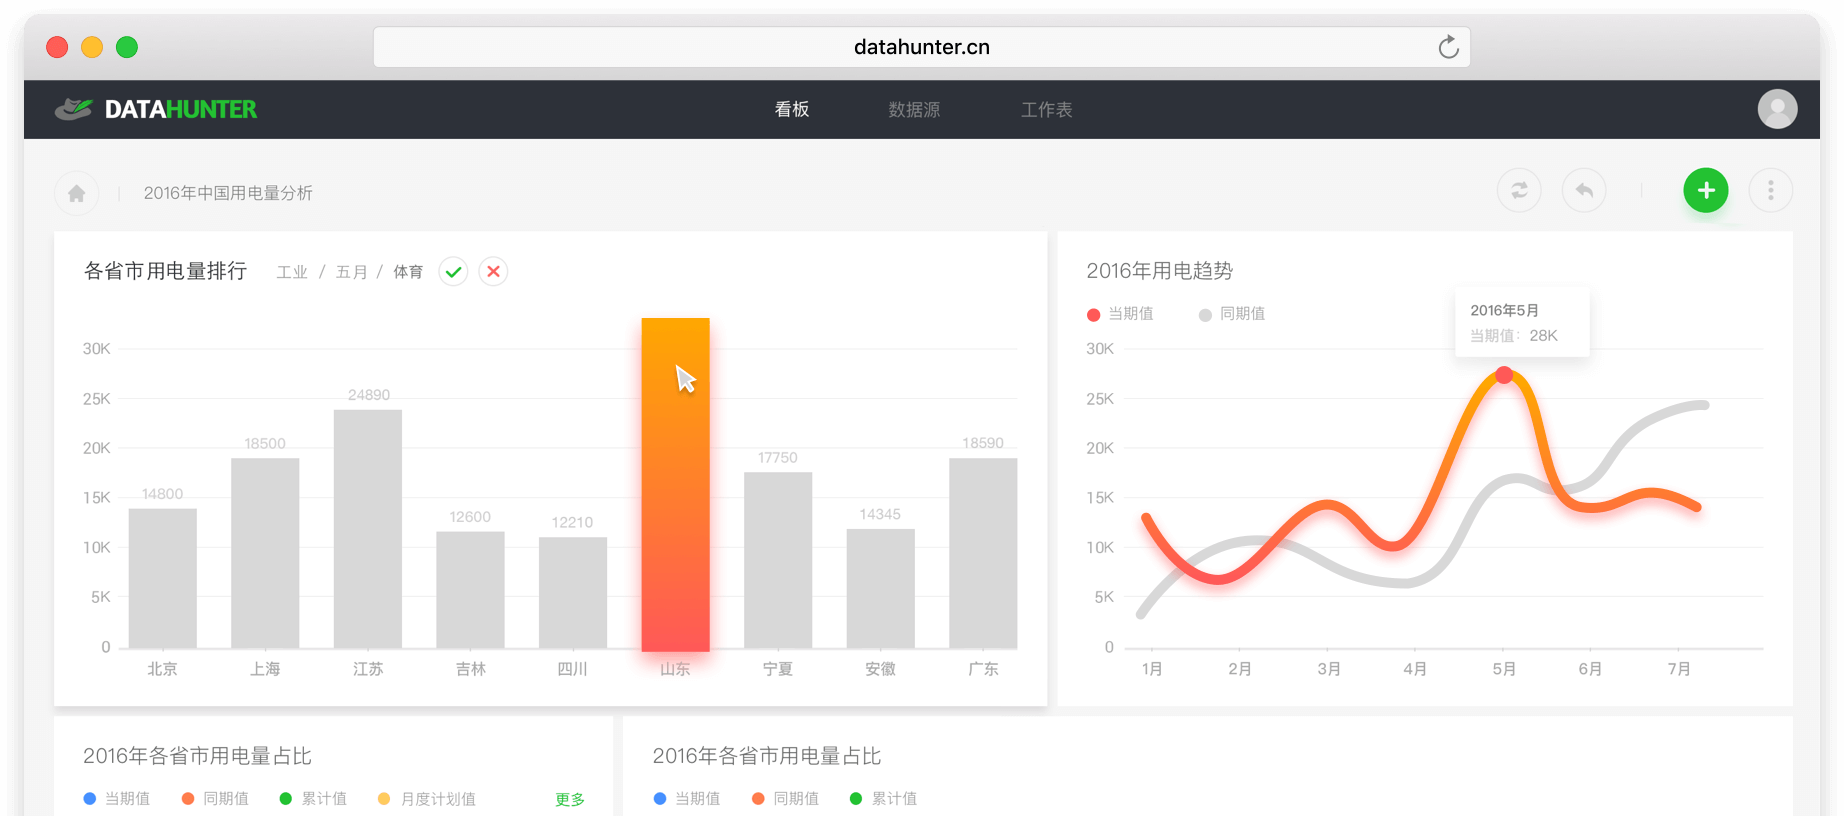 datahunter.cn
DATAHUNTER
看板 数据源 工作表
2016年中国用电量分析
各省市用电量排行 工业 / 五月 / 体育
30K
25K
20K
15K
10K
5K
0
14800
18500
24890
12600
12210
17750
14345
18590
北京 上海 江苏 吉林 四川 山东 宁夏 安徽 广东
2016年用电趋势
当期值 同期值
2016年5月
当期值: 28K
30K
25K
20K
15K
10K
5K
0
1月 2月 3月 4月 5月 6月 7月
2016年各省市用电量占比
当期值 同期值 累计值 月度计划值 更多
2016年各省市用电量占比
当期值 同期值 累计值